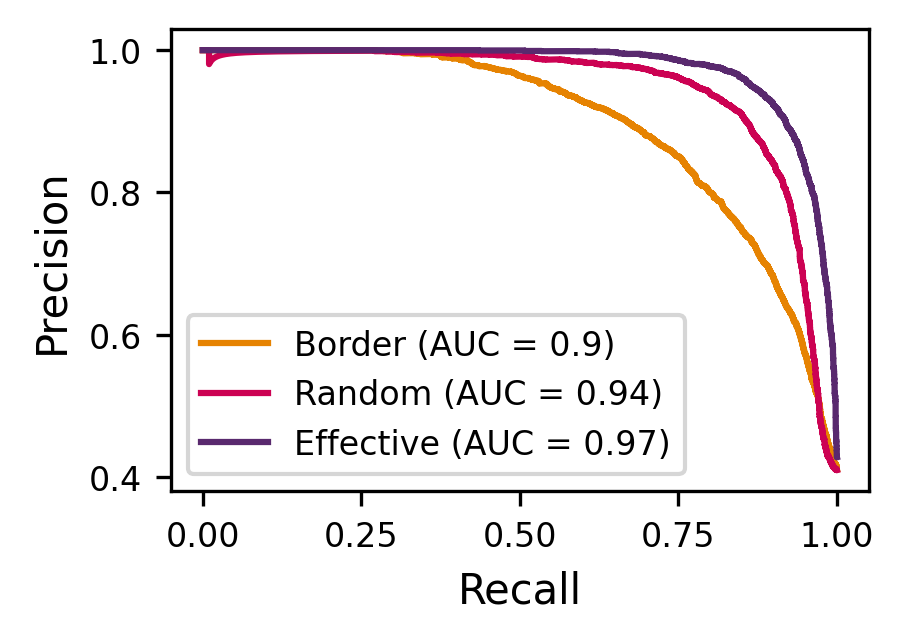 1.0
0.8
0.6
0.4
Precision
Border (AUC = 0.9)
Random (AUC = 0.94)
Effective (AUC = 0.97)
0.00 0.25 0.50 0.75 1.00
Recall